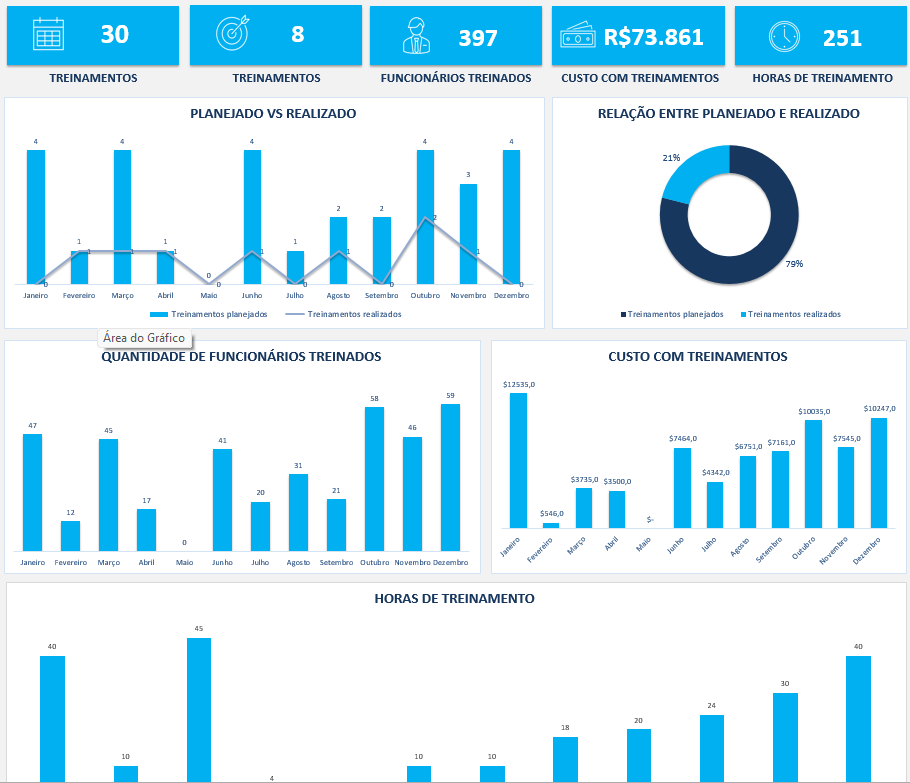 30
8
397
R$73.861
251
TREINAMENTOS
TREINAMENTOS
FUNCIONÁRIOS TREINADOS
CUSTO COM TREINAMENTOS
HORAS DE TREINAMENTO
PLANEJADO VS REALIZADO
4 4 4 4 4
3
2 2 2
1 1 1 1 1 1 1 1 1
0 0 0 0 0 0
Janeiro Fevereiro Março Abril Maio Junho Julho Agosto Setembro Outubro Novembro Dezembro
Treinamentos planejados Treinamentos realizados
RELAÇÃO ENTRE PLANEJADO E REALIZADO
21%
79%
Treinamentos planejados Treinamentos realizados
Área do Gráfico
QUANTIDADE DE FUNCIONÁRIOS TREINADOS
47 12 45 17 0 41 20 31 21 58 46 59
Janeiro Fevereiro Março Abril Maio Junho Julho Agosto Setembro Outubro Novembro Dezembro
CUSTO COM TREINAMENTOS
$12535,0 $546,0 $3735,0 $3500,0 $- $7464,0 $4342,0 $6751,0 $7161,0 $10035,0 $7545,0 $10247,0
Janeiro Fevereiro Março Abril Maio Junho Julho Agosto Setembro Outubro Novembro Dezembro
HORAS DE TREINAMENTO
40 10 45 4 10 10 18 20 24 30 40